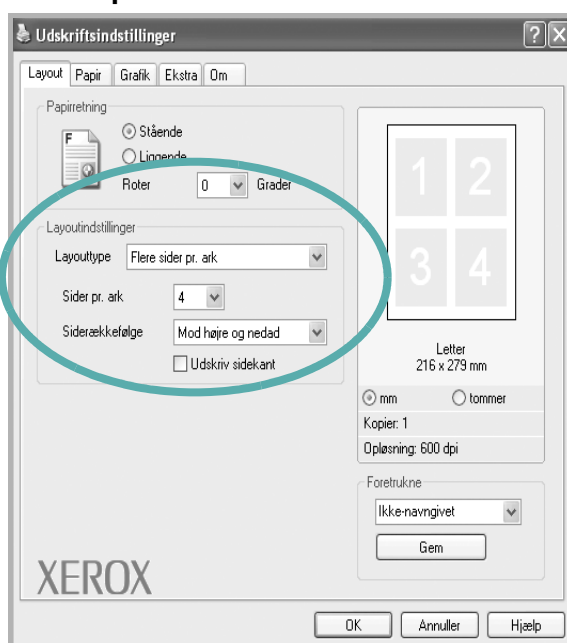 Udskriftsindstillinger
Layout Papir Grafik Ekstra Om
Papirretning
F
Stående
Liggende
Roter 0 Grader
Layoutindstillinger
Layouttype Flere sider pr. ark
Sider pr. ark 4
Siderækkefølge Mod højre og nedad
Udskriv sidekant
1 2
3 4
Letter
216 x 279 mm
mm tommer
Kopier: 1
Opløsning: 600 dpi
Foretrukne
Ikke-navngivet
Gem
XEROX
OK Annuller Hjælp